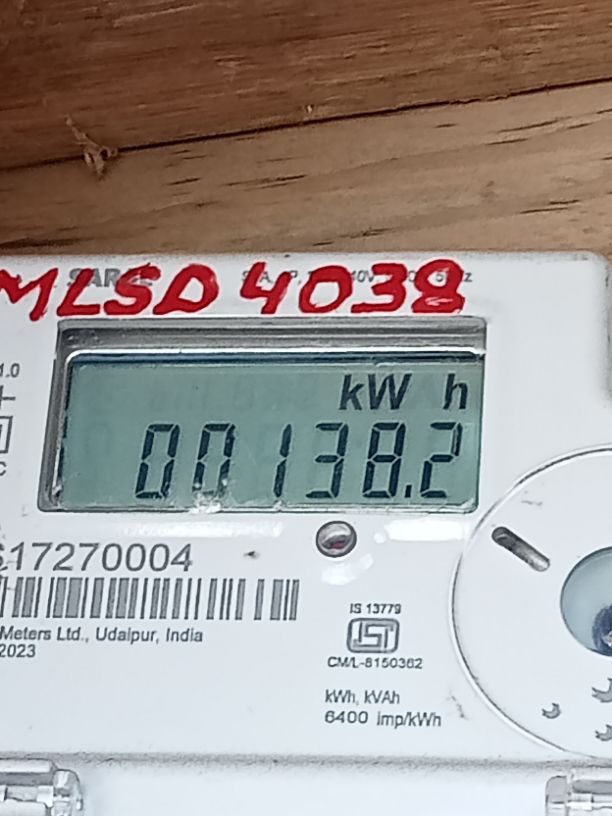 MLSD 4038
kW h
00138.2
S17270004
Meters Ltd., Udaipur, India
2023
IS 13779
CM/L-8150362
kWh, kVAh
6400 imp/kWh